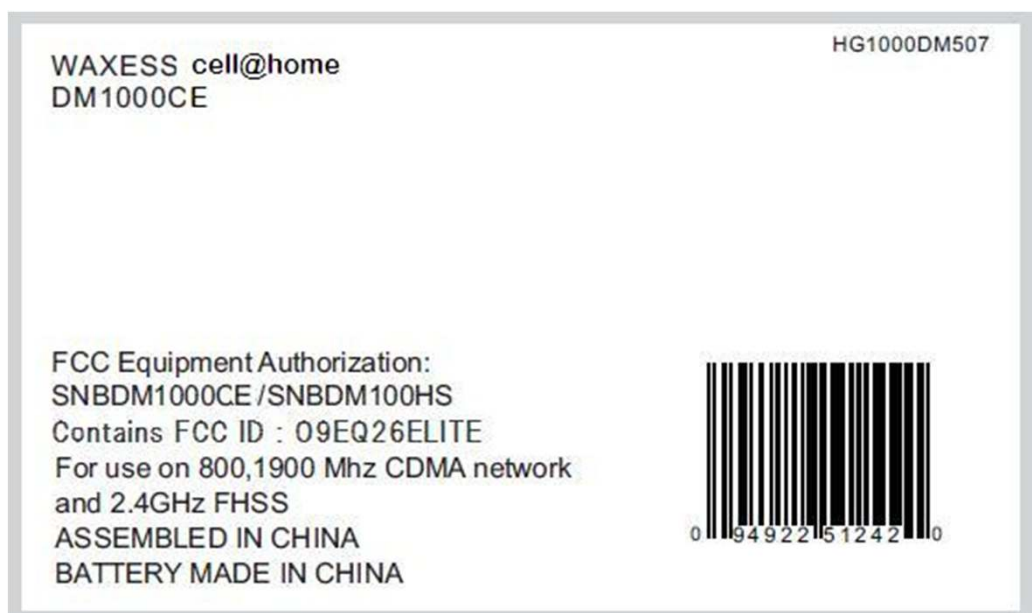 HG1000DM507
WAXESS cell@home
DM1000CE
FCC Equipment Authorization:
SNBDM1000CE/SNBDM100HS
Contains FCC ID : O9EQ26ELITE
For use on 800,1900 Mhz CDMA network
and 2.4GHz FHSS
ASSEMBLED IN CHINA
BATTERY MADE IN CHINA
0 94922 51242 0